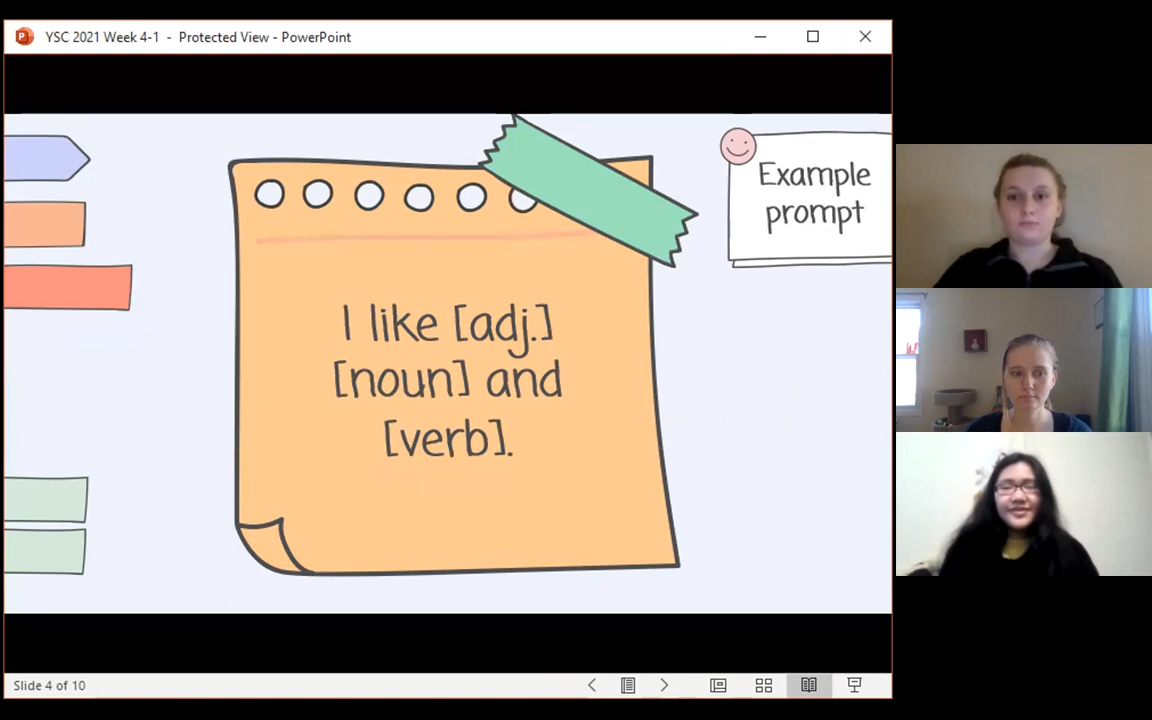 YSC 2021 Week 4-1 - Protected View - PowerPoint
Example
prompt
I like [adj.]
[noun] and
[verb].
Slide 4 of 10